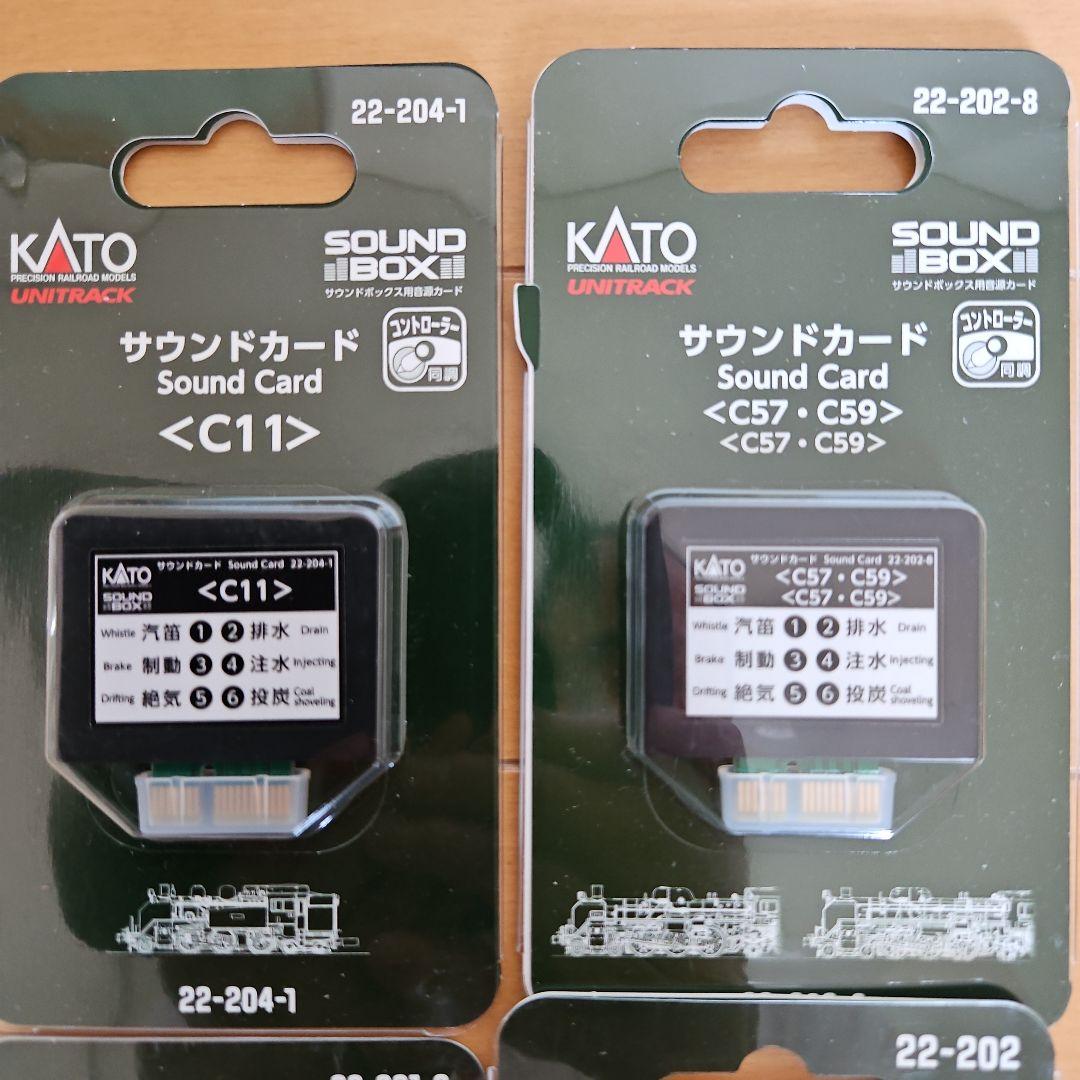 22-204-1
KATO
PRECISION RAILROAD MODELS
UNITRACK
SOUND
BOX
サウンドボックス用音源カード
コントローラー
同調
サウンドカード
Sound Card
<C11>
KATO
サウンドカード Sound Card 22-204-1
SOUND
BOX
<C11>
Whistle 汽笛 1 2 排水 Drain
Brake 制動 3 4 注水 Injecting
Drifting 絶気 5 6 投炭 Coal shoveling
22-204-1
22-202-8
KATO
PRECISION RAILROAD MODELS
UNITRACK
SOUND
BOX
サウンドボックス用音源カード
コントローラー
同調
サウンドカード
Sound Card
<C57・C59>
<C57・C59>
KATO
サウンドカード Sound Card 22-202-8
SOUND
BOX
<C57・C59>
<C57・C59>
Whistle 汽笛 1 2 排水 Drain
Brake 制動 3 4 注水 Injecting
Drifting 絶気 5 6 投炭 Coal shoveling
22-202